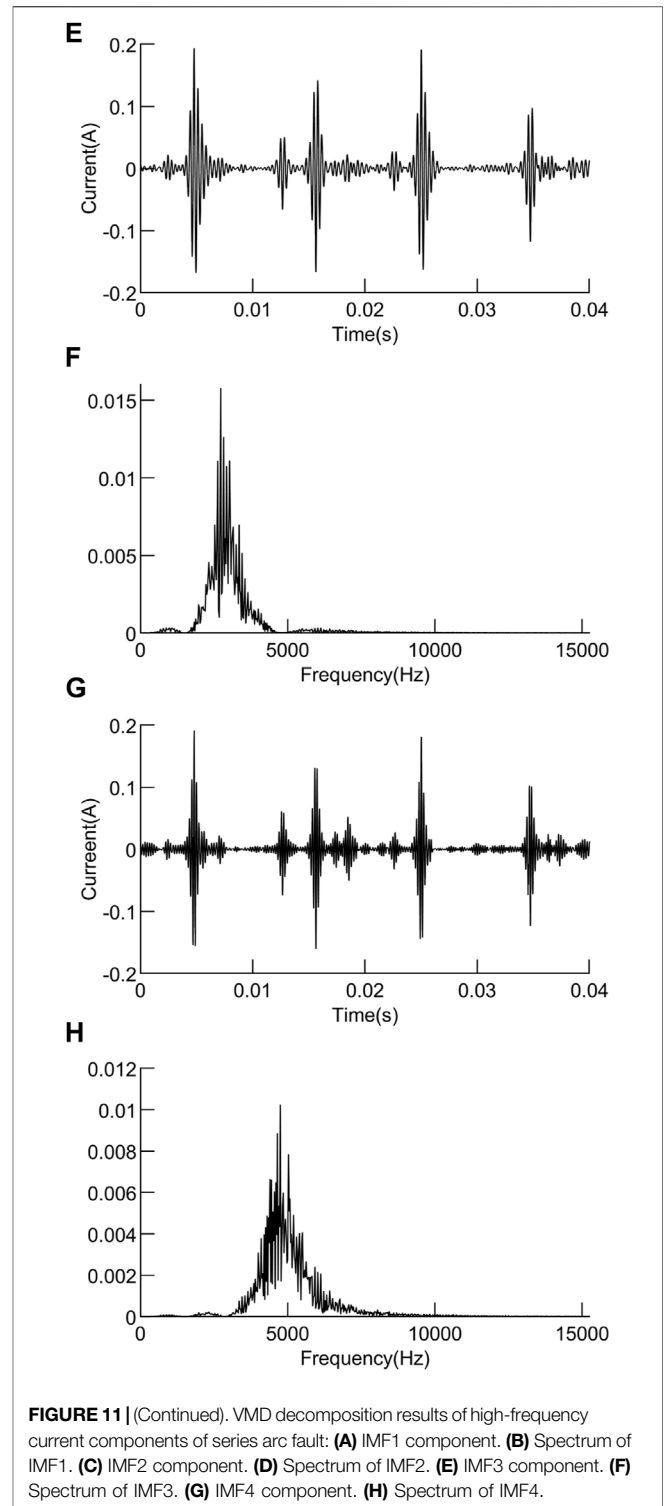 E
0.2
0.1
0
-0.1
-0.2
Current(A)
0 0.01 0.02 0.03 0.04
Time(s)
F
0.015
0.01
0.005
0
0 5000 10000 15000
Frequency(Hz)
G
0.2
0.1
0
-0.1
-0.2
Curreent(A)
0 0.01 0.02 0.03 0.04
Time(s)
H
0.012
0.01
0.008
0.006
0.004
0.002
0
0 5000 10000 15000
Frequency(Hz)
FIGURE 11 | (Continued). VMD decomposition results of high-frequency
current components of series arc fault: (A) IMF1 component. (B) Spectrum of
IMF1. (C) IMF2 component. (D) Spectrum of IMF2. (E) IMF3 component. (F)
Spectrum of IMF3. (G) IMF4 component. (H) Spectrum of IMF4.